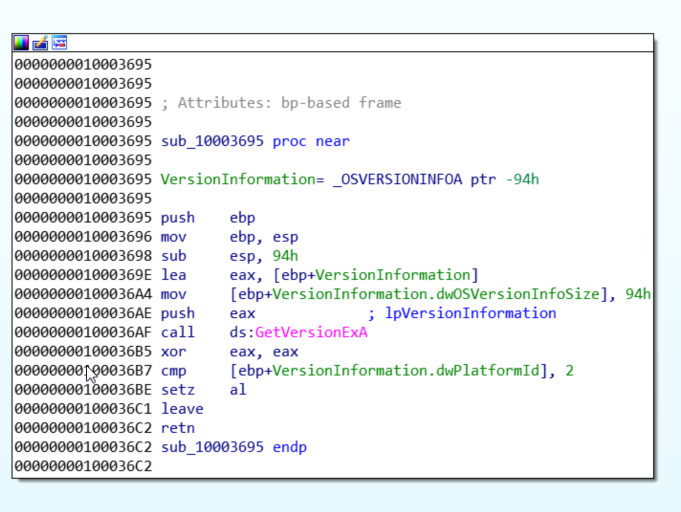 0000000010003695
0000000010003695
0000000010003695 ; Attributes: bp-based frame
0000000010003695
0000000010003695 sub_10003695 proc near
0000000010003695
0000000010003695 VersionInformation= _OSVERSIONINFOA ptr -94h
0000000010003695
0000000010003695 push    ebp
0000000010003696 mov     ebp, esp
0000000010003698 sub     esp, 94h
000000001000369E lea     eax, [ebp+VersionInformation]
00000000100036A4 mov     [ebp+VersionInformation.dwOSVersionInfoSize], 94h
00000000100036AE push    eax             ; lpVersionInformation
00000000100036AF call    ds:GetVersionExA
00000000100036B5 xor     eax, eax
00000000100036B7 cmp     [ebp+VersionInformation.dwPlatformId], 2
00000000100036BE setz    al
00000000100036C1 leave
00000000100036C2 retn
00000000100036C2 sub_10003695 endp
00000000100036C2